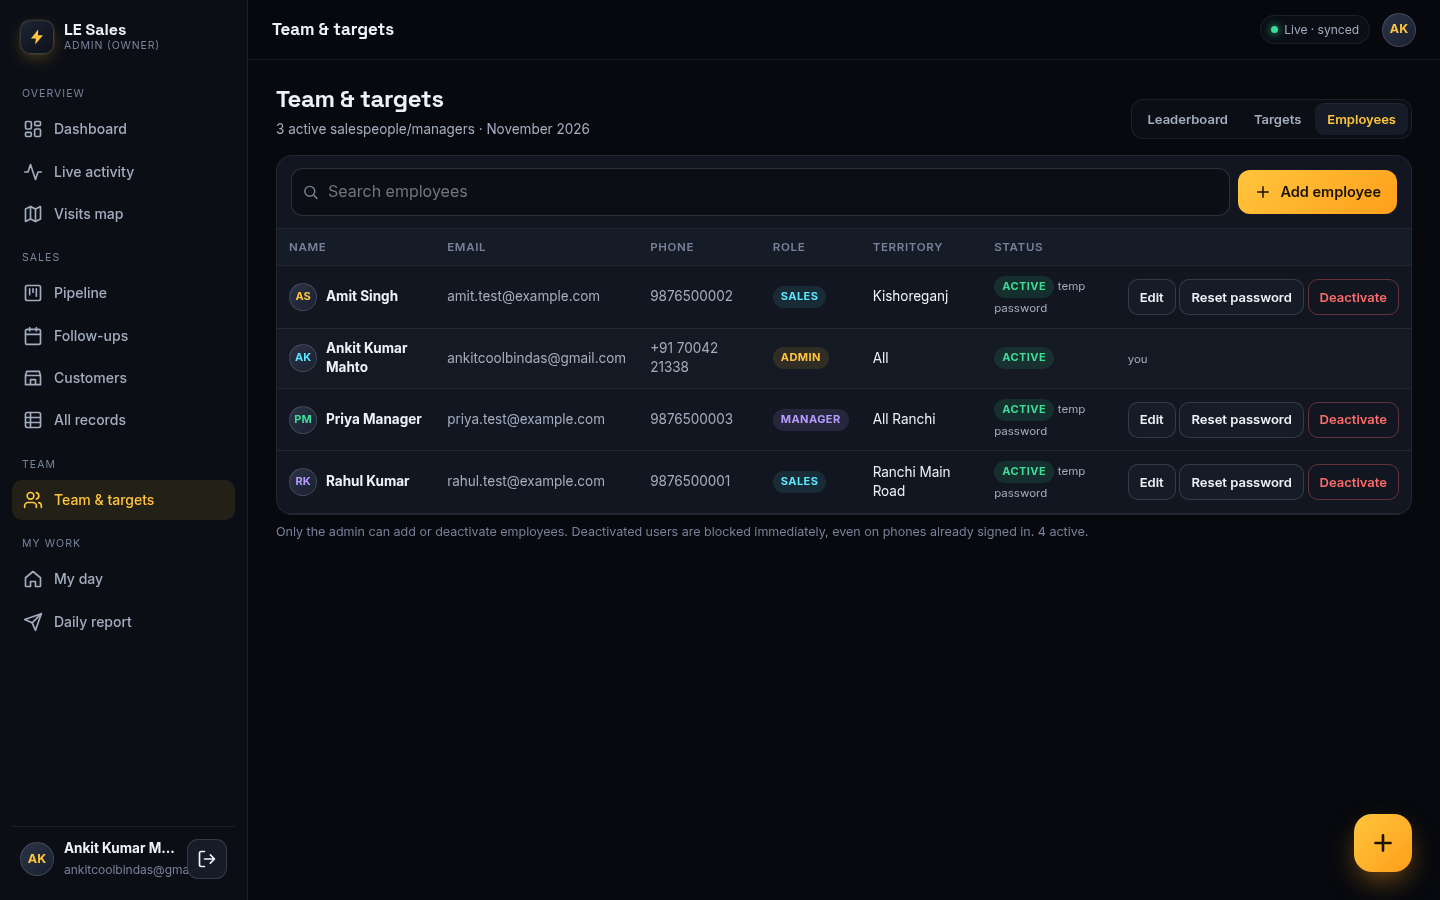 LE Sales
ADMIN (OWNER)
OVERVIEW
Dashboard
Live activity
Visits map
SALES
Pipeline
Follow-ups
Customers
All records
TEAM
Team & targets
MY WORK
My day
Daily report
AK
Ankit Kumar M...
ankitcoolbindas@gma
Team & targets
Live · synced
AK
Team & targets
3 active salespeople/managers · November 2026
Leaderboard Targets Employees
Search employees
Add employee
NAME EMAIL PHONE ROLE TERRITORY STATUS
AS Amit Singh amit.test@example.com 9876500002 SALES Kishoreganj ACTIVE temp
password
Edit Reset password Deactivate
AK Ankit Kumar
Mahto
ankitcoolbindas@gmail.com
+91 70042
21338
ADMIN All ACTIVE you
PM Priya Manager priya.test@example.com 9876500003 MANAGER All Ranchi ACTIVE temp
password
Edit Reset password Deactivate
RK Rahul Kumar rahul.test@example.com 9876500001 SALES
Ranchi Main
Road
ACTIVE temp
password
Edit Reset password Deactivate
Only the admin can add or deactivate employees. Deactivated users are blocked immediately, even on phones already signed in. 4 active.